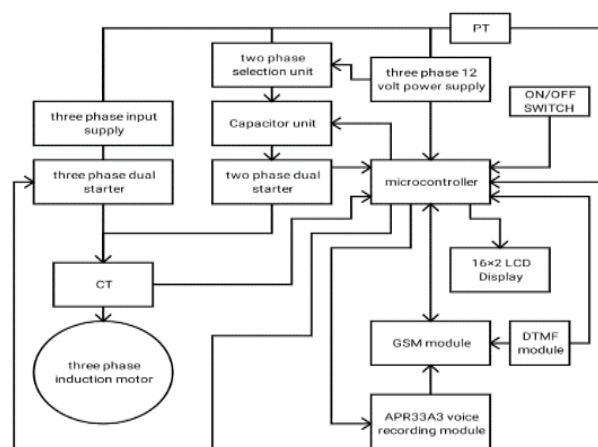 PT
two phase
selection unit
three phase 12
volt power supply
ON/OFF
SWITCH
three phase input
supply
Capaciitor unit
three phase dual
starter
two phase dual
starter
microcontroller
CT
16×2 LCD
Display
three phase
induction motor
GSM module
DTMF
module
APR33A3 voice
recording module